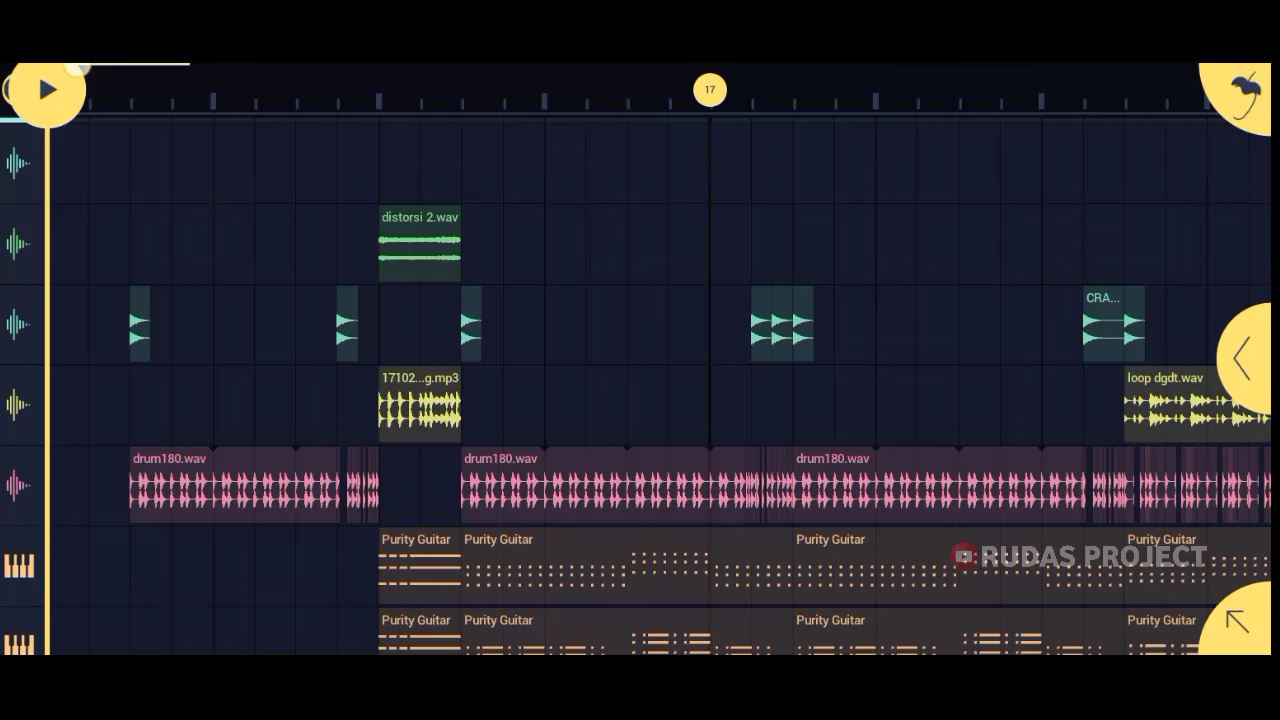 17
distorsi 2.wav
CRA...
17102...g.mp3
loop dgdt.wav
drum180.wav
drum180.wav
drum180.wav
Purity Guitar
Purity Guitar
Purity Guitar
Purity Guitar
RUDAS PROJECT
Purity Guitar
Purity Guitar
Purity Guitar
Purity Guitar